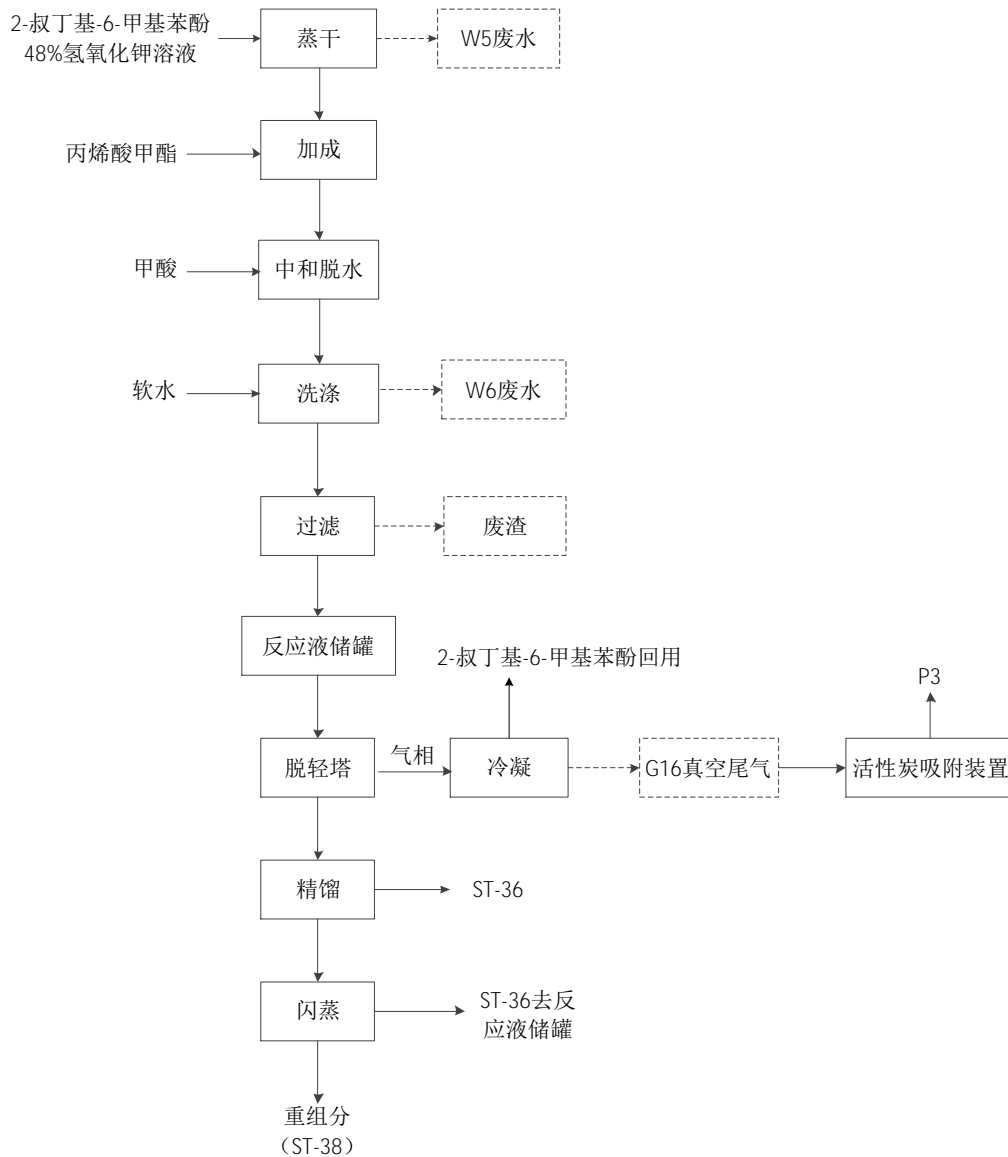 2-叔丁基-6-甲基苯酚
48%氢氧化钾溶液
蒸干
W5废水
丙烯酸甲酯
加成
甲酸
中和脱水
软水
洗涤
W6废水
过滤
废渣
反应液储罐
2-叔丁基-6-甲基苯酚回用
P3
脱轻塔
气相
冷凝
G16真空尾气
活性炭吸附装置
精馏
ST-36
闪蒸
ST-36去反
应液储罐
重组分
（ST-38）